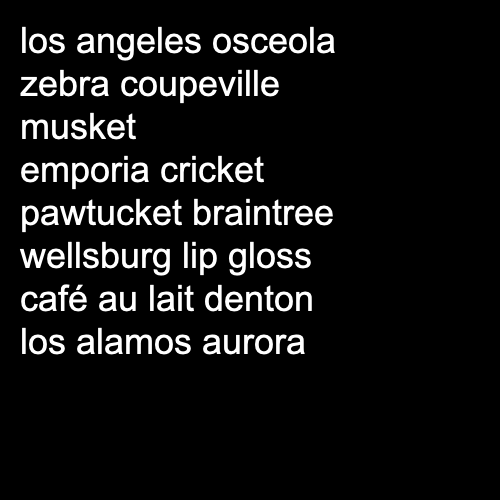 los angeles osceola
zebra coupeville
musket
emporia cricket
pawtucket braintree
wellsburg lip gloss
café au lait denton
los alamos aurora